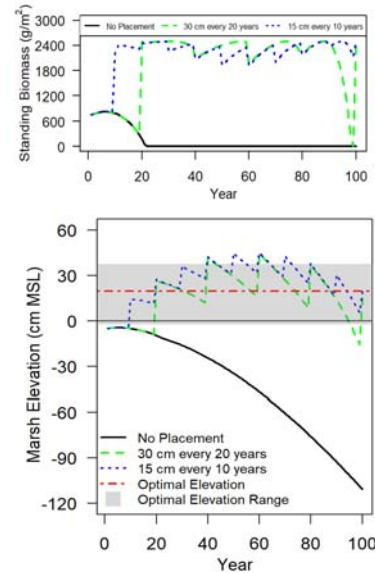 3000
2400
1800
1200
600
0
Standing Biomass (g/m²)
No Placement 30 cm every 20 years 15 cm every 10 years
0 20 40 60 80 100
Year
60
30
0
-30
-60
-90
-120
Marsh Elevation (cm MSL)
No Placement
30 cm every 20 years
15 cm every 10 years
Optimal Elevation
Optimal Elevation Range
0 20 40 60 80 100
Year